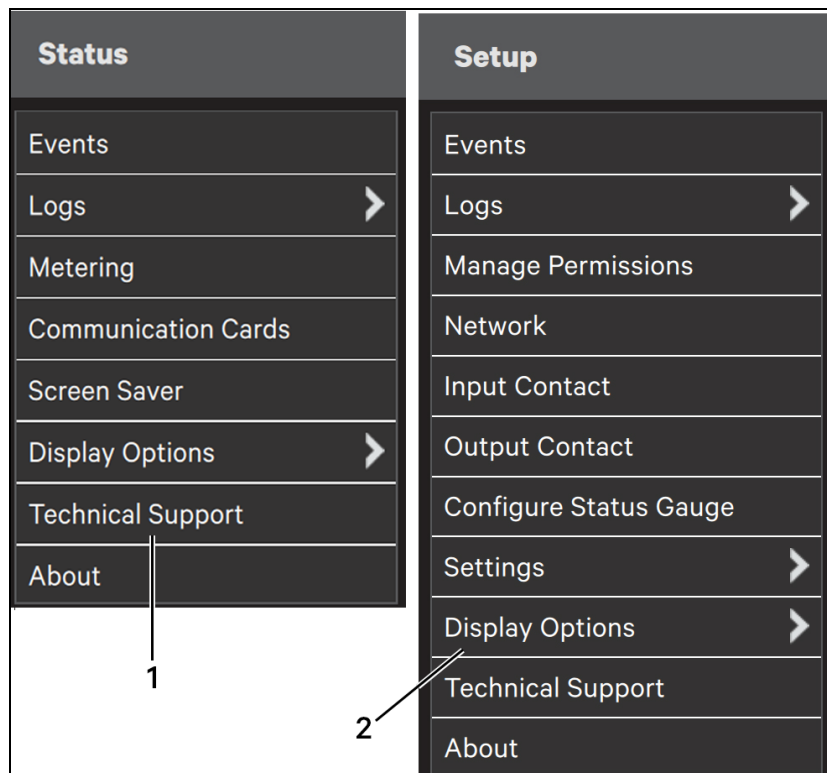 Status
Events
Logs
Metering
Communication Cards
Screen Saver
Display Options
Technical Support
About
1
Setup
Events
Logs
Manage Permissions
Network
Input Contact
Output Contact
Configure Status Gauge
Settings
Display Options
Technical Support
About
2